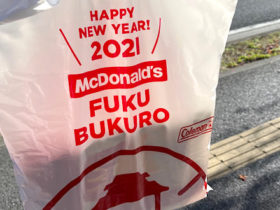 HAPPY
NEW YEAR!
2021
McDonald's
FUKU
BUKURO
Coleman